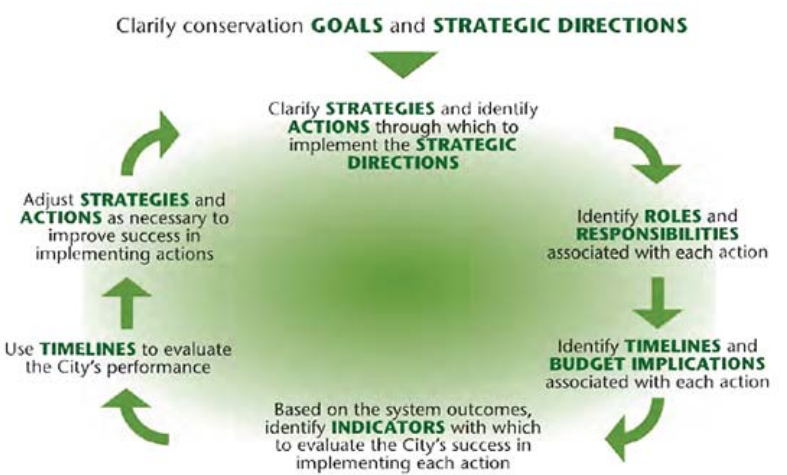 Clarify conservation GOALS and STRATEGIC DIRECTIONS
Clarify STRATEGIES and identify
ACTIONS through which to
implement the STRATEGIC
DIRECTIONS
Identify ROLES and
RESPONSIBILITIES
associated with each action
Identify TIMELINES and
BUDGET IMPLICATIONS
associated with each action
Based on the system outcomes,
identify INDICATORS with which
to evaluate the City's success in
implementing each action
Use TIMELINES to evaluate
the City's performance
Adjust STRATEGIES and
ACTIONS as necessary to
improve success in
implementing actions